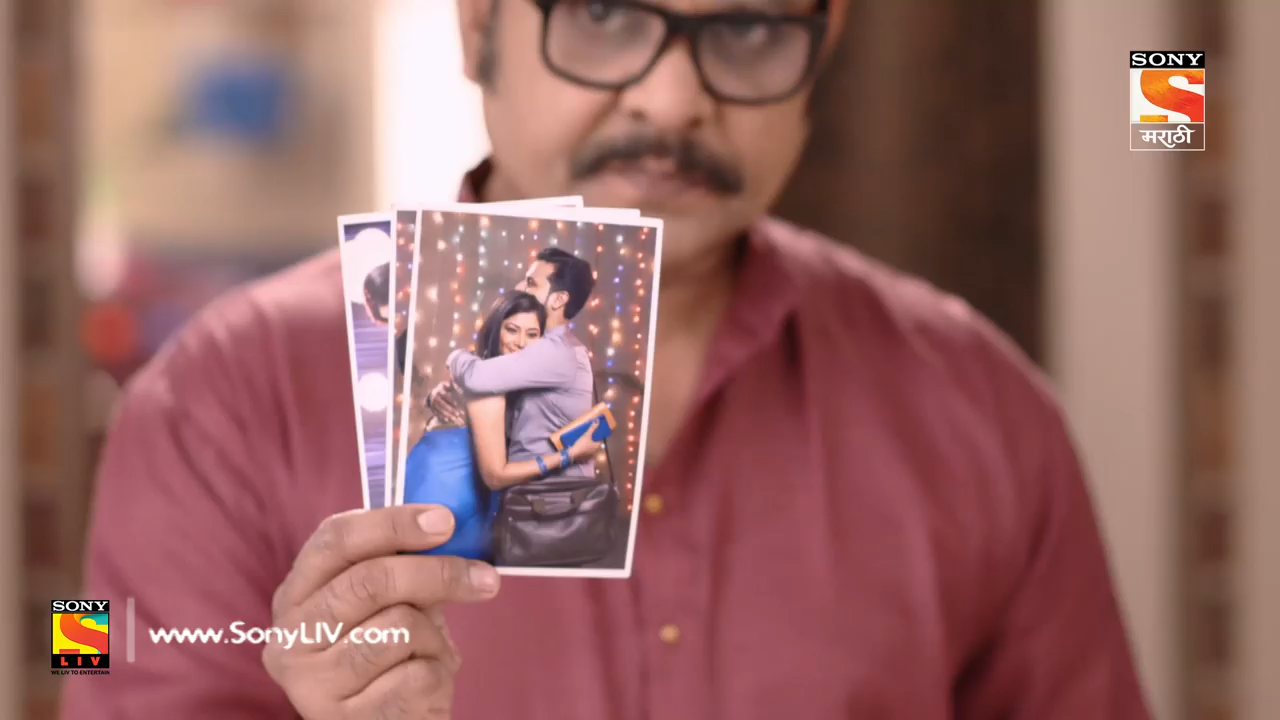 SONY
मराठी
SONY
LIV
WE LIV TO ENTERTAIN
www.SonyLIV.com